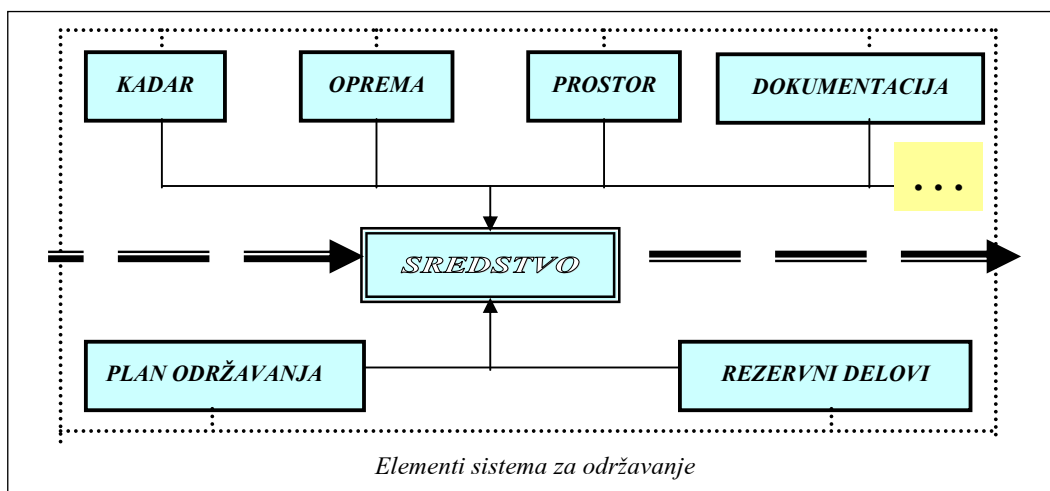 KADAR
OPREMA
PROSTOR
DOKUMENTACIJA
...
SREDSTVO
PLAN ODRŽAVANJA
REZERVNI DELOVI
Elementi sistema za održavanje